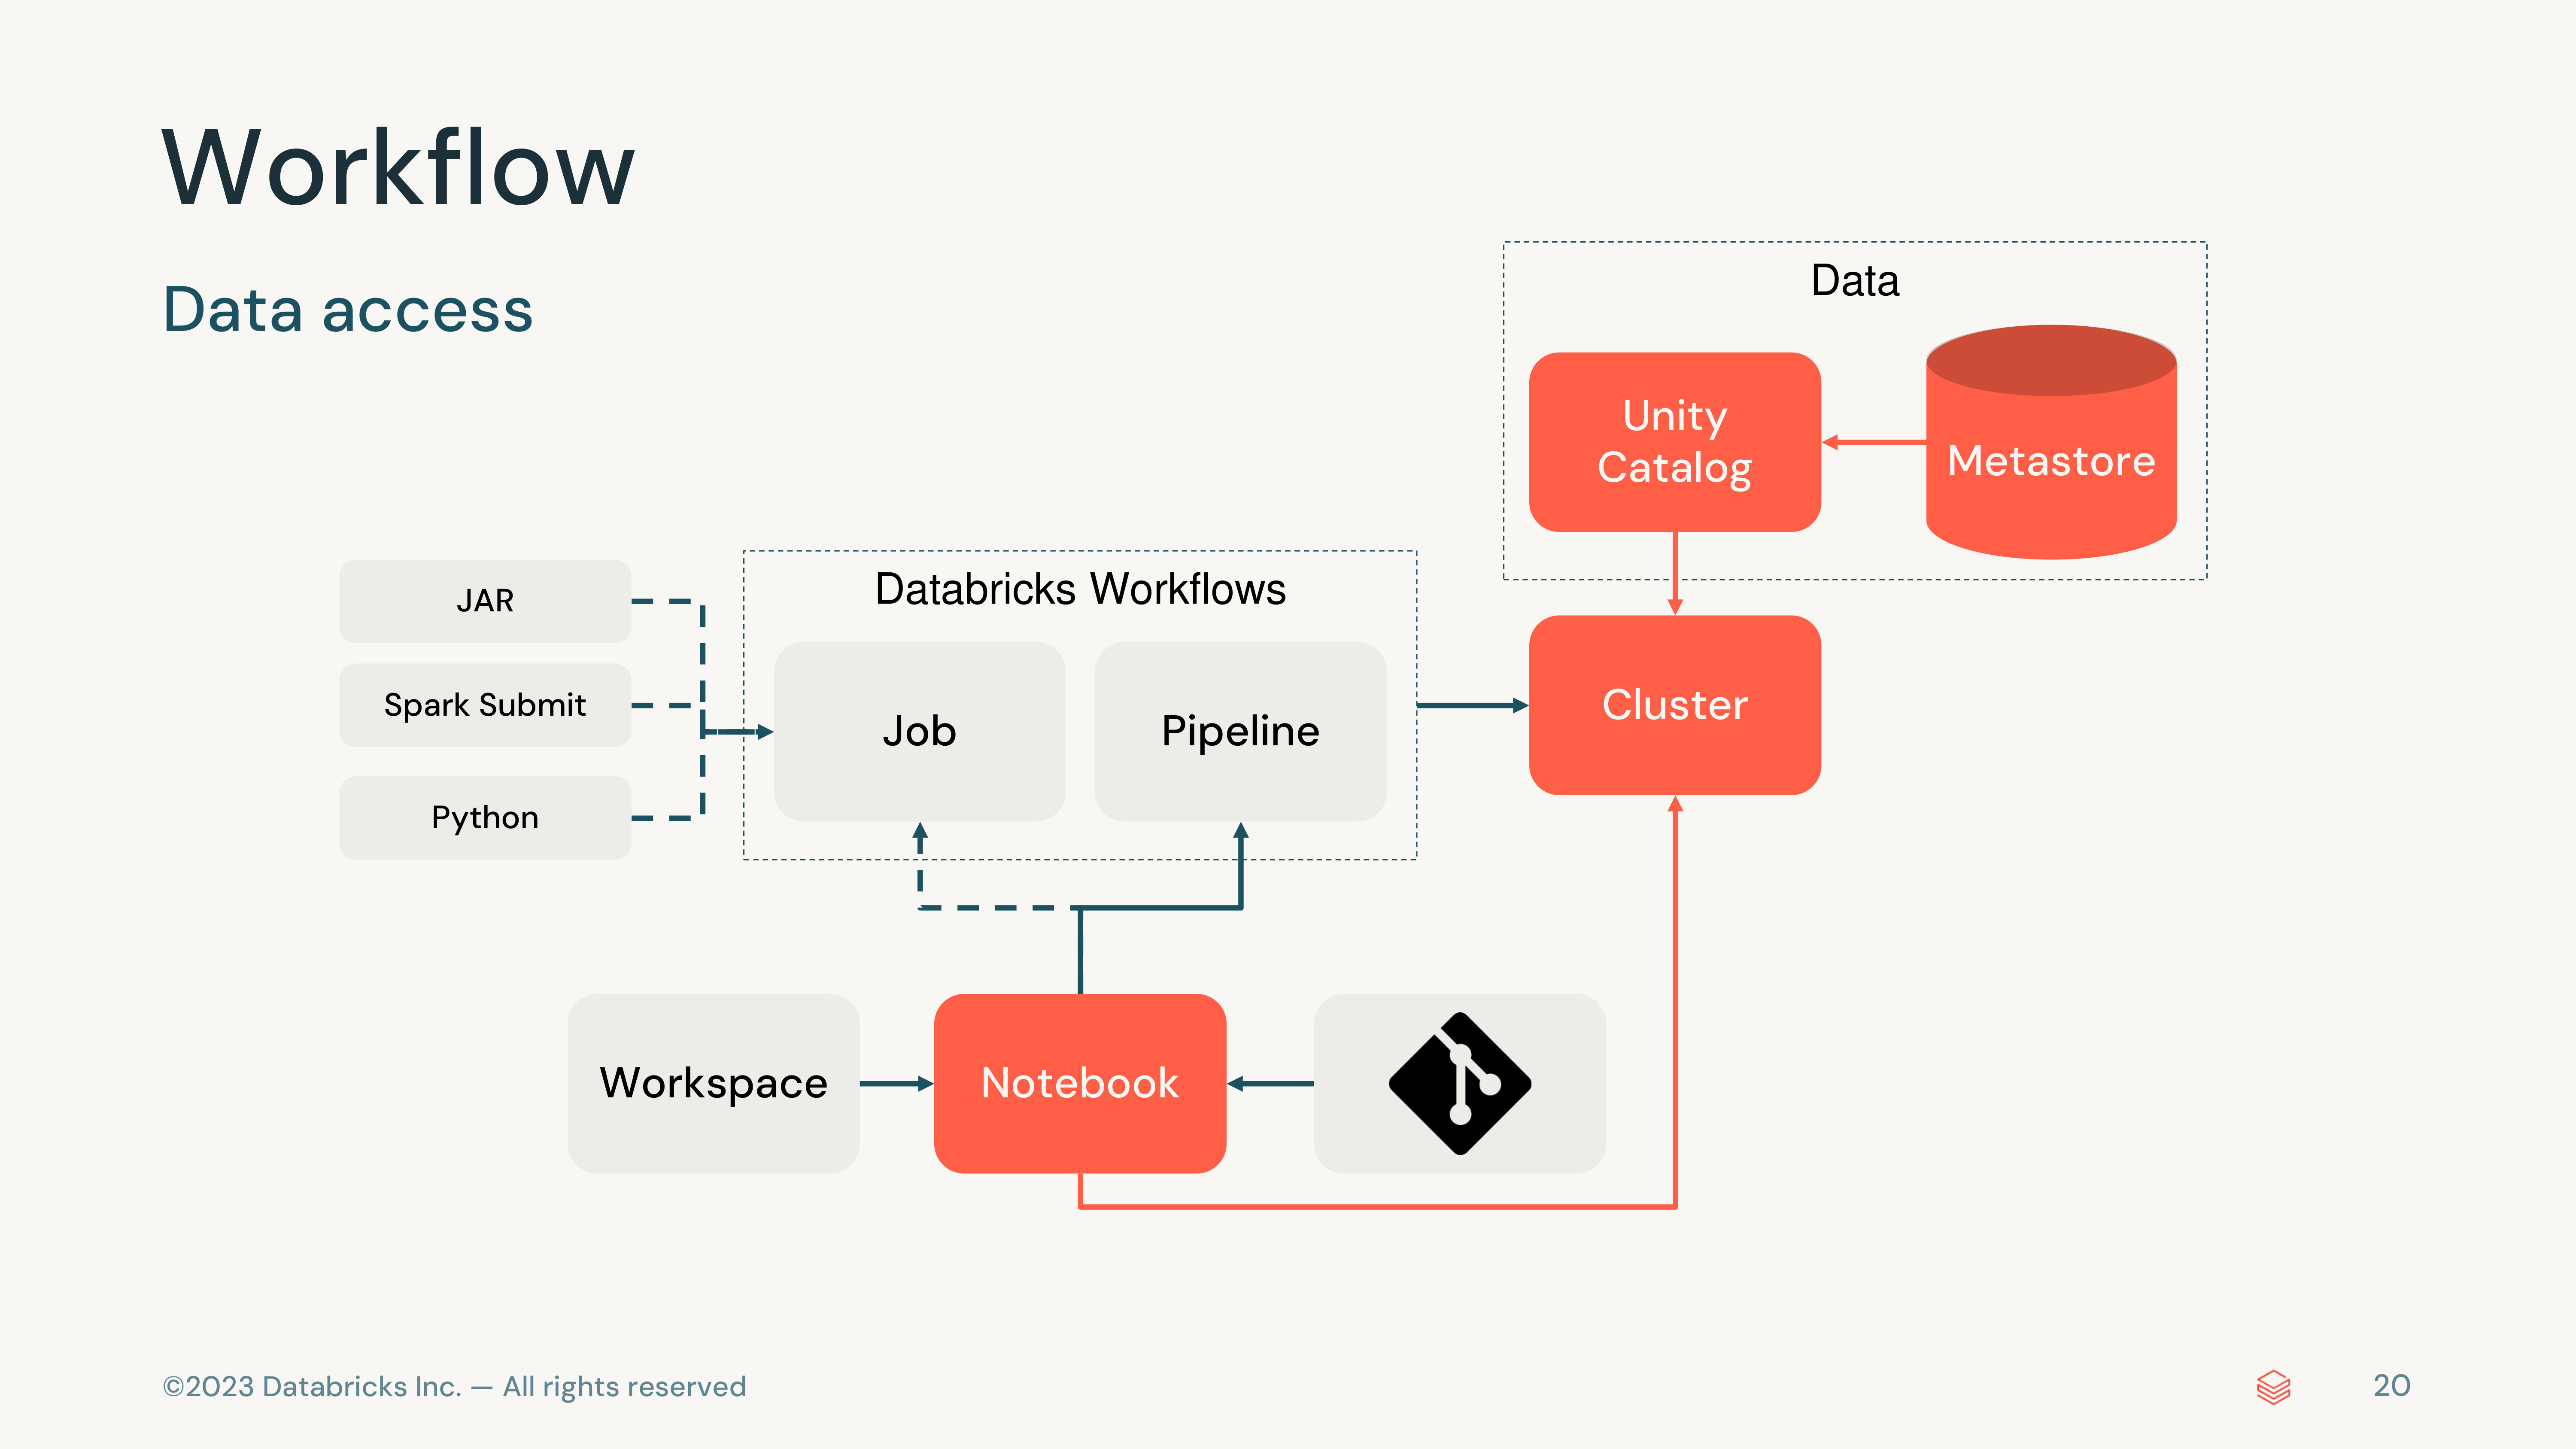 Workflow
Data access
Data
Unity
Catalog
Metastore
Databricks Workflows
JAR
Spark Submit
Python
Job
Pipeline
Cluster
Workspace
Notebook
©2023 Databricks Inc. — All rights reserved
20